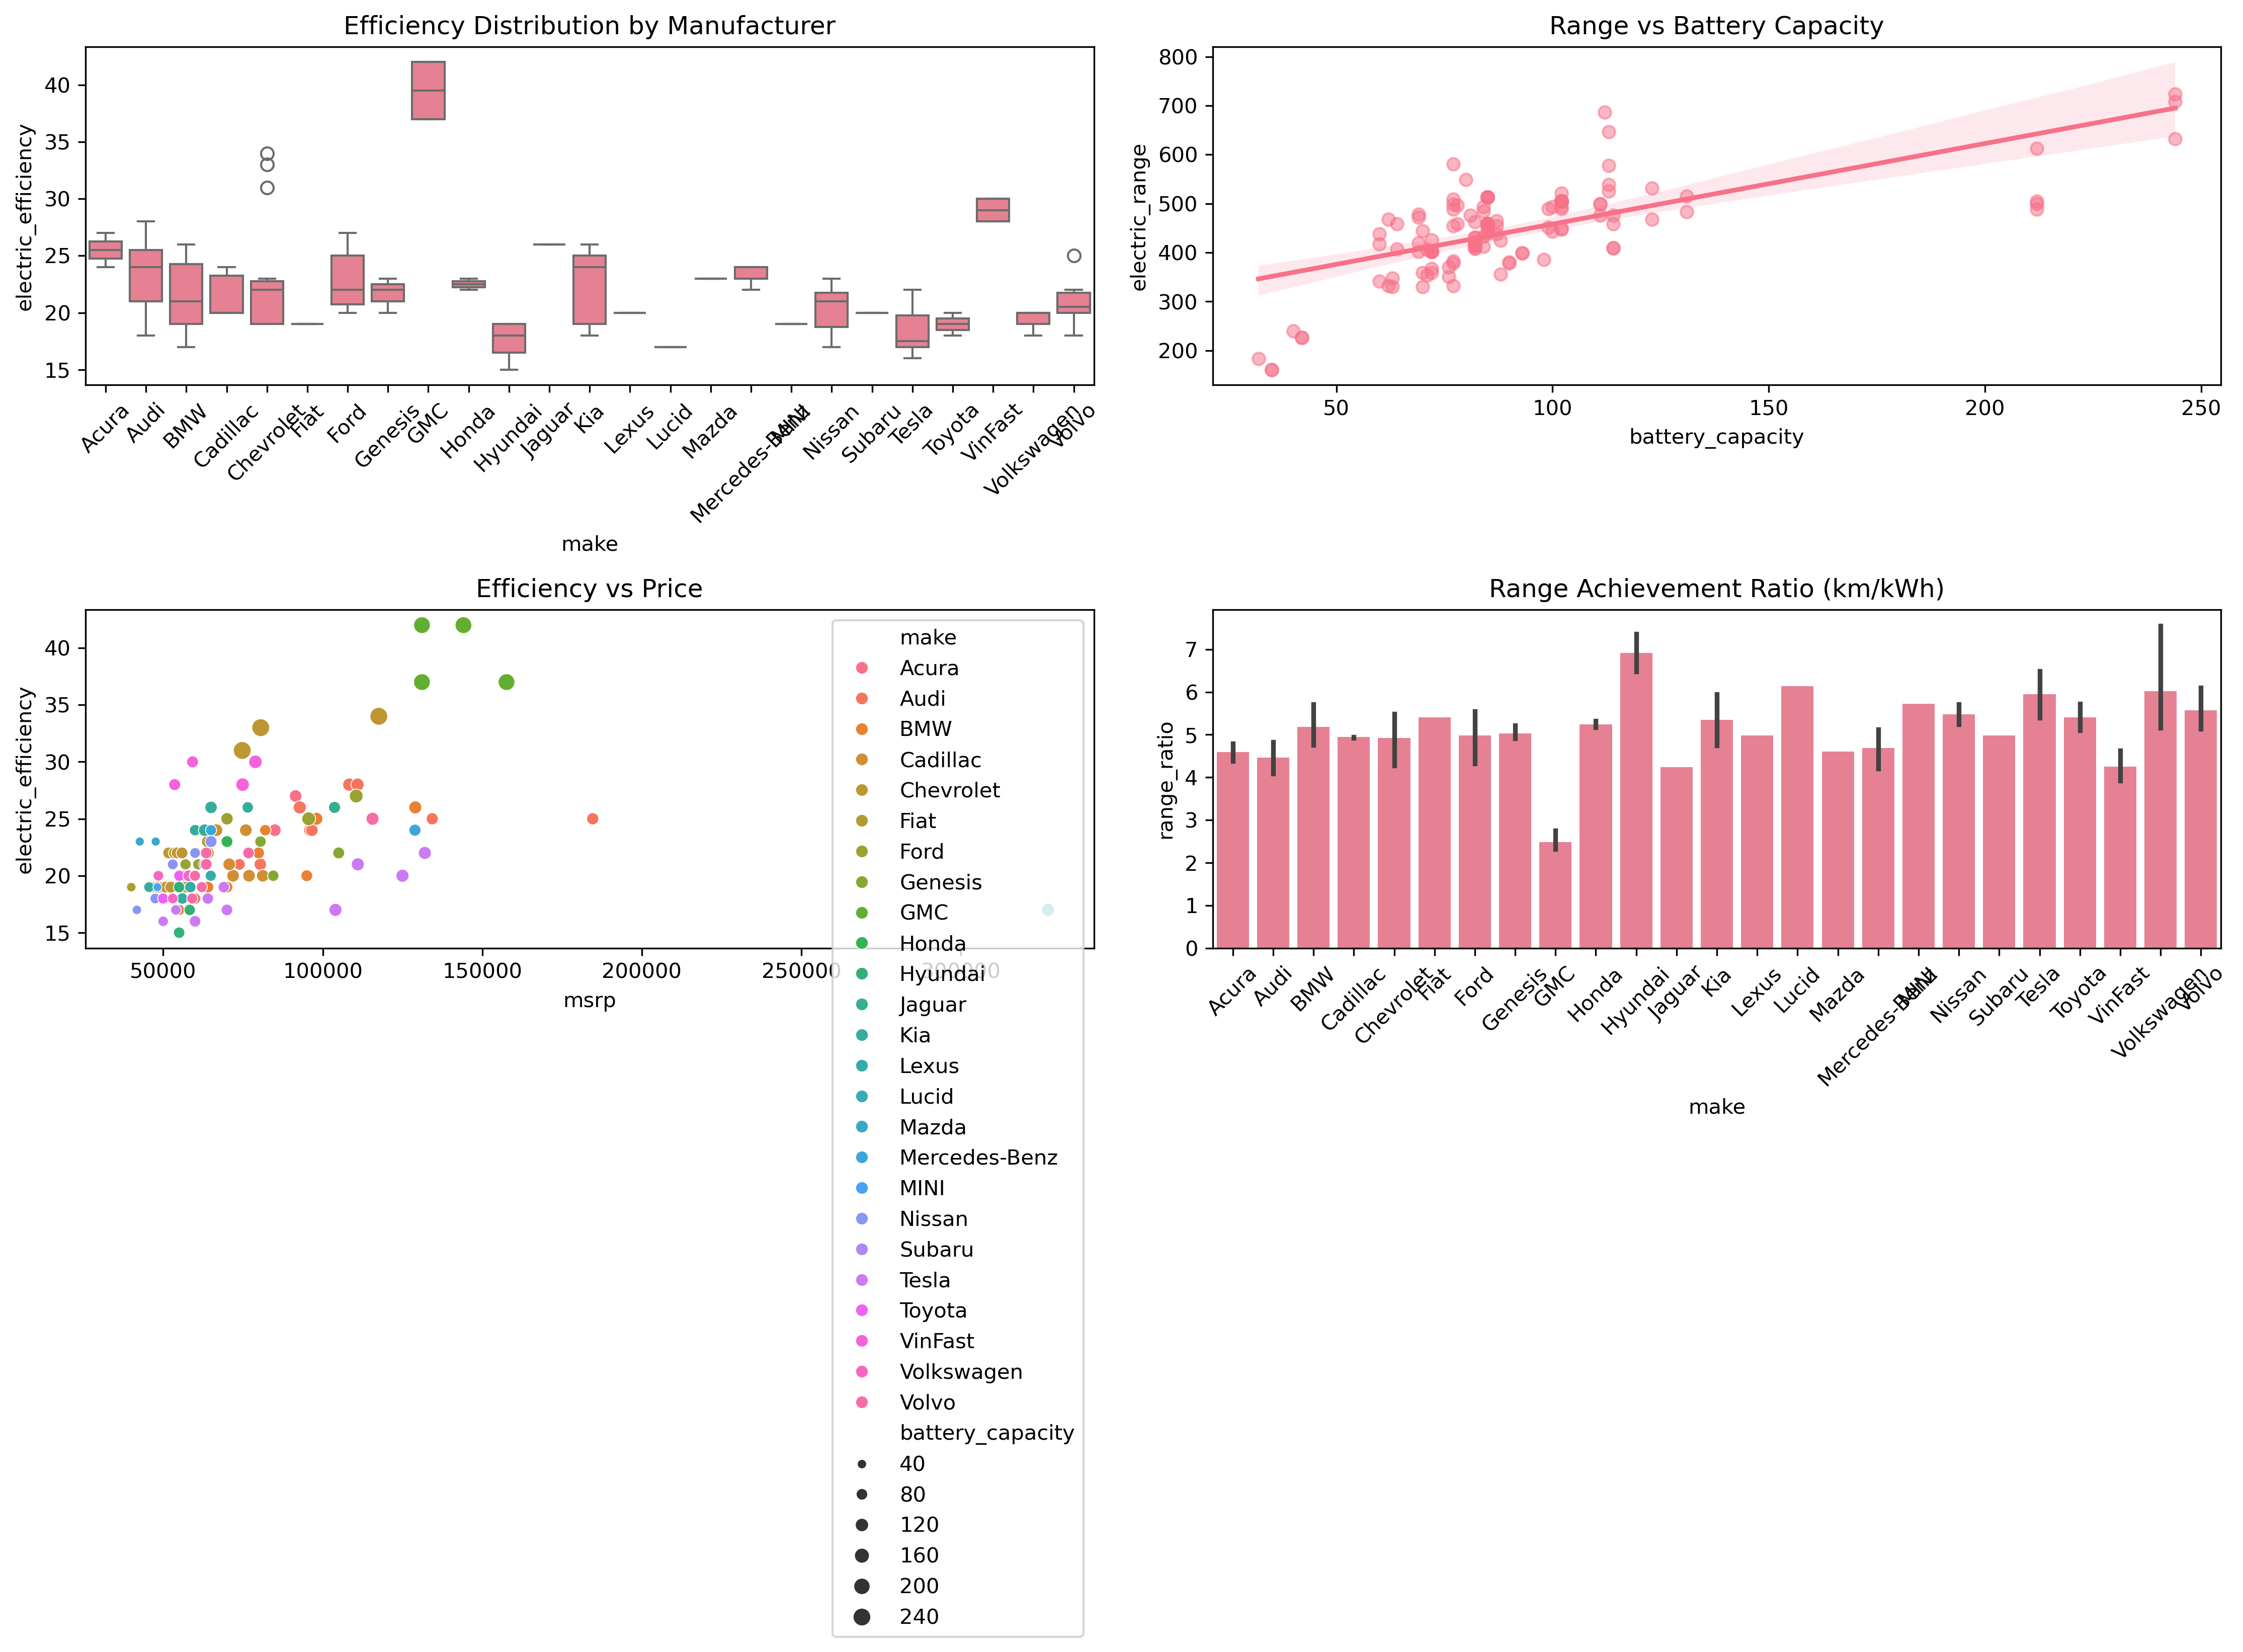 Efficiency Distribution by Manufacturer
electric_efficiency
40
35
30
25
20
15
Acura
Audi
BMW
Cadillac
Chevrolet
Fiat
Ford
Genesis
GMC
Honda
Hyundai
Jaguar
Kia
Lexus
Lucid
Mazda
Mercedes-Benz
MINI
Nissan
Subaru
Tesla
Toyota
VinFast
Volkswagen
Volvo
make
Range vs Battery Capacity
electric_range
800
700
600
500
400
300
200
50
100
150
200
250
battery_capacity
Efficiency vs Price
electric_efficiency
40
35
30
25
20
15
50000
100000
150000
200000
250000
300000
msrp
make
Acura
Audi
BMW
Cadillac
Chevrolet
Fiat
Ford
Genesis
GMC
Honda
Hyundai
Jaguar
Kia
Lexus
Lucid
Mazda
Mercedes-Benz
MINI
Nissan
Subaru
Tesla
Toyota
VinFast
Volkswagen
Volvo
battery_capacity
40
80
120
160
200
240
Range Achievement Ratio (km/kWh)
range_ratio
7
6
5
4
3
2
1
0
Acura
Audi
BMW
Cadillac
Chevrolet
Fiat
Ford
Genesis
GMC
Honda
Hyundai
Jaguar
Kia
Lexus
Lucid
Mazda
Mercedes-Benz
MINI
Nissan
Subaru
Tesla
Toyota
VinFast
Volkswagen
Volvo
make